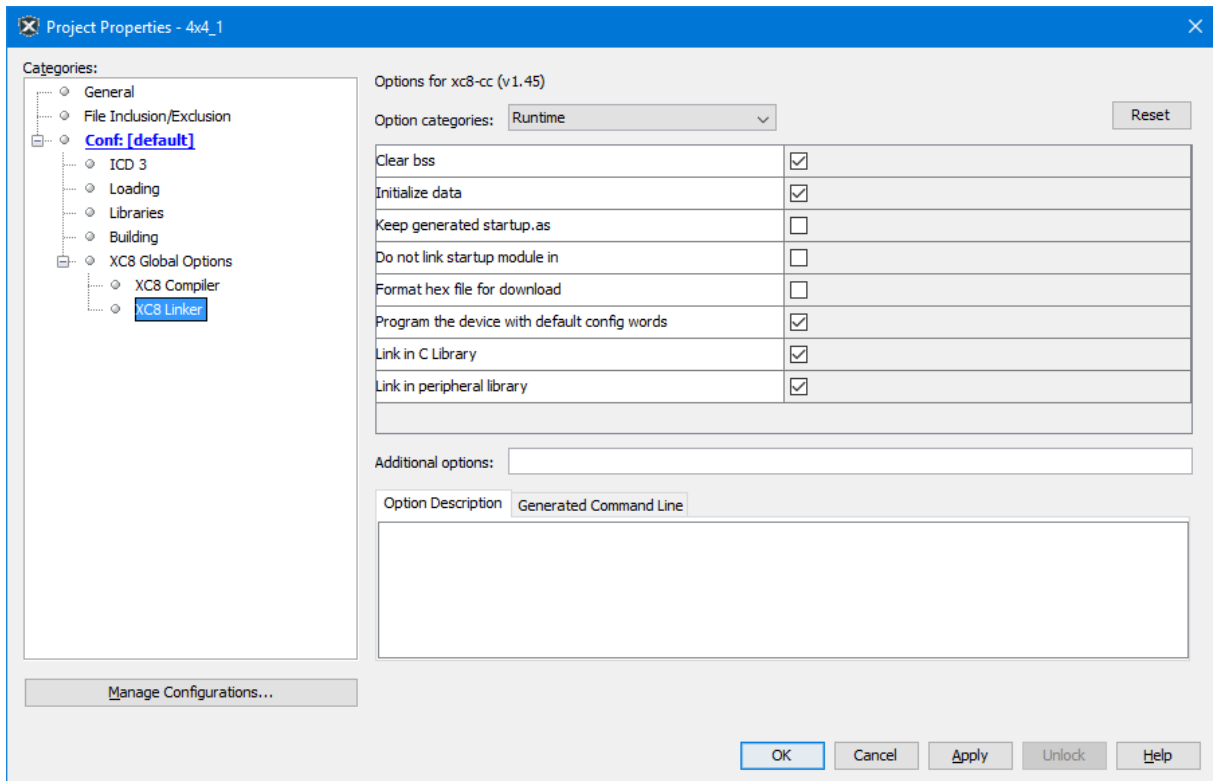 Project Properties - 4x4_1
Categories:
General
File Inclusion/Exclusion
Conf: [default]
ICD 3
Loading
Libraries
Building
XC8 Global Options
XC8 Compiler
XC8 Linker
Manage Configurations...
Options for xc8-cc (v1.45)
Option categories: Runtime Reset
Clear bss
Initialize data
Keep generated startup.as
Do not link startup module in
Format hex file for download
Program the device with default config words
Link in C Library
Link in peripheral library
Additional options:
Option Description Generated Command Line
OK Cancel Apply Unlock Help